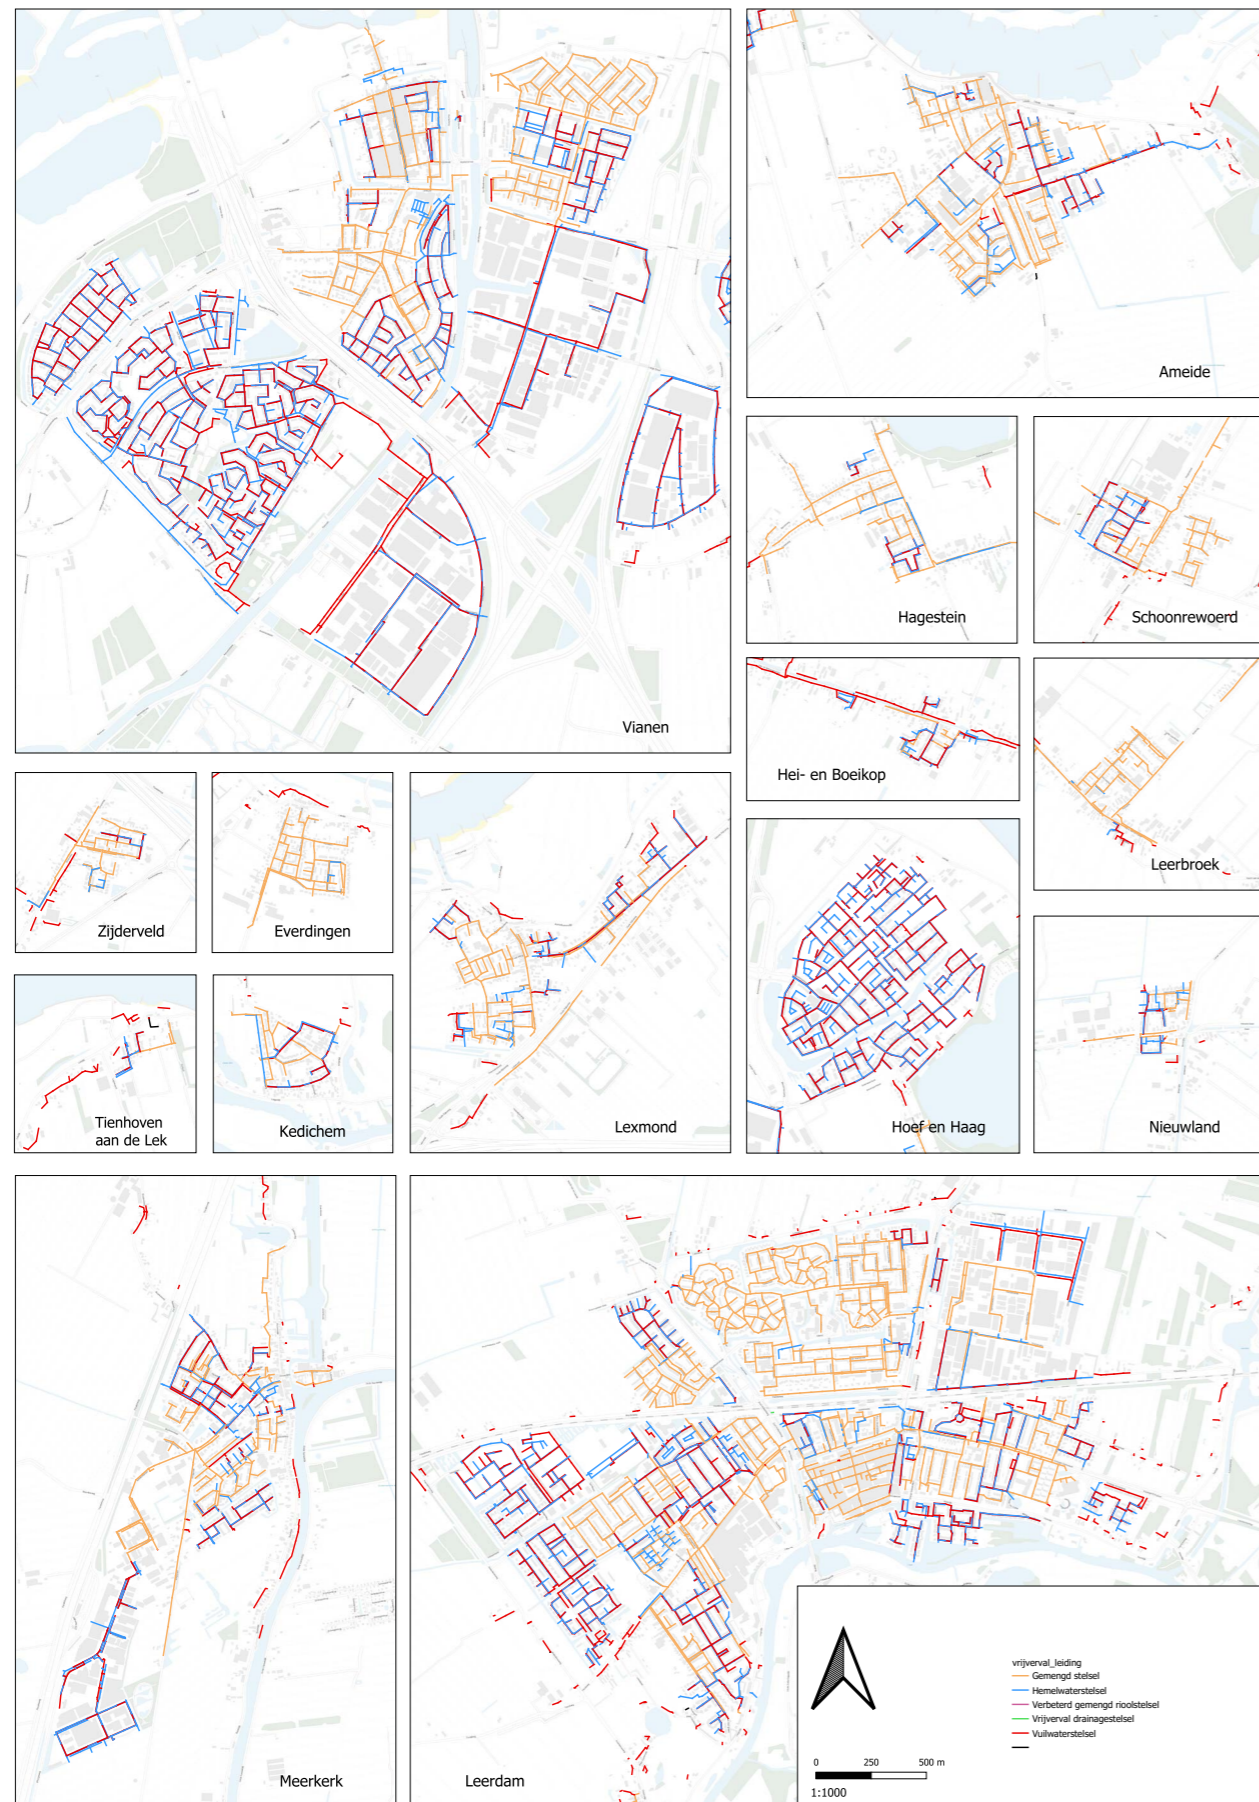 Vianen
Ameide
Hagestein
Schoonrewoerd
Hei- en Boeikop
Leerbroek
Zijderveld
Everdingen
Tienhoven
aan de Lek
Kedichem
Lexmond
Hoef en Haag
Nieuwland
Meerkerk
Leerdam
vrijverval_leiding
Gemengd stelsel
Hemelwaterstelsel
Verbeterd gemengd rioolstelsel
Vrijverval drainagestelsel
Vuilwaterstelsel
0 250 500 m
1:1000